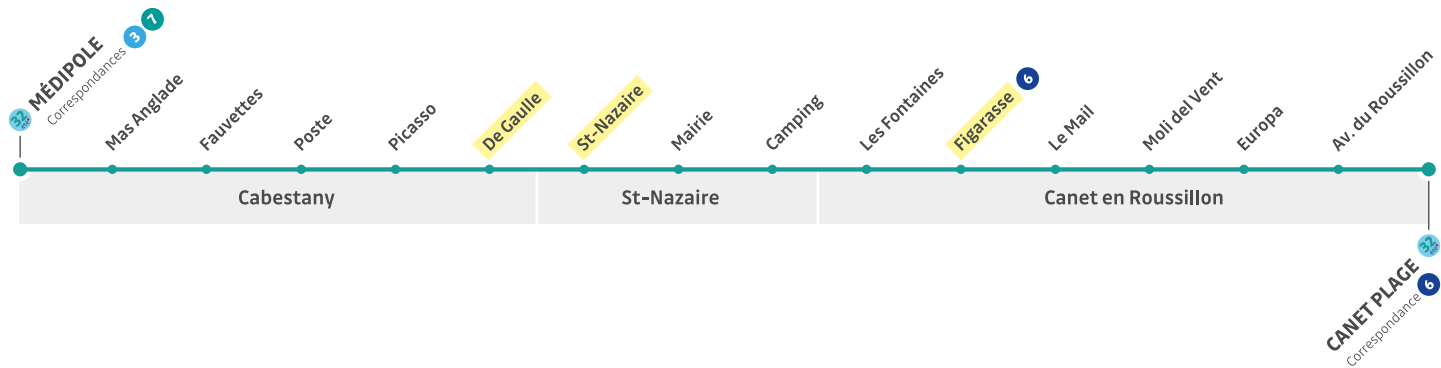 32
MÉDIPOLE
Correspondances 3 7
Mas Anglade
Fauvettes
Poste
Picasso
De Gaulle
St-Nazaire
Mairie
Camping
Les Fontaines
Figarasse 6
Le Mail
Moli del Vent
Europa
Av. du Roussillon
Cabestany
St-Nazaire
Canet en Roussillon
32
CANET PLAGE
Correspondance 6